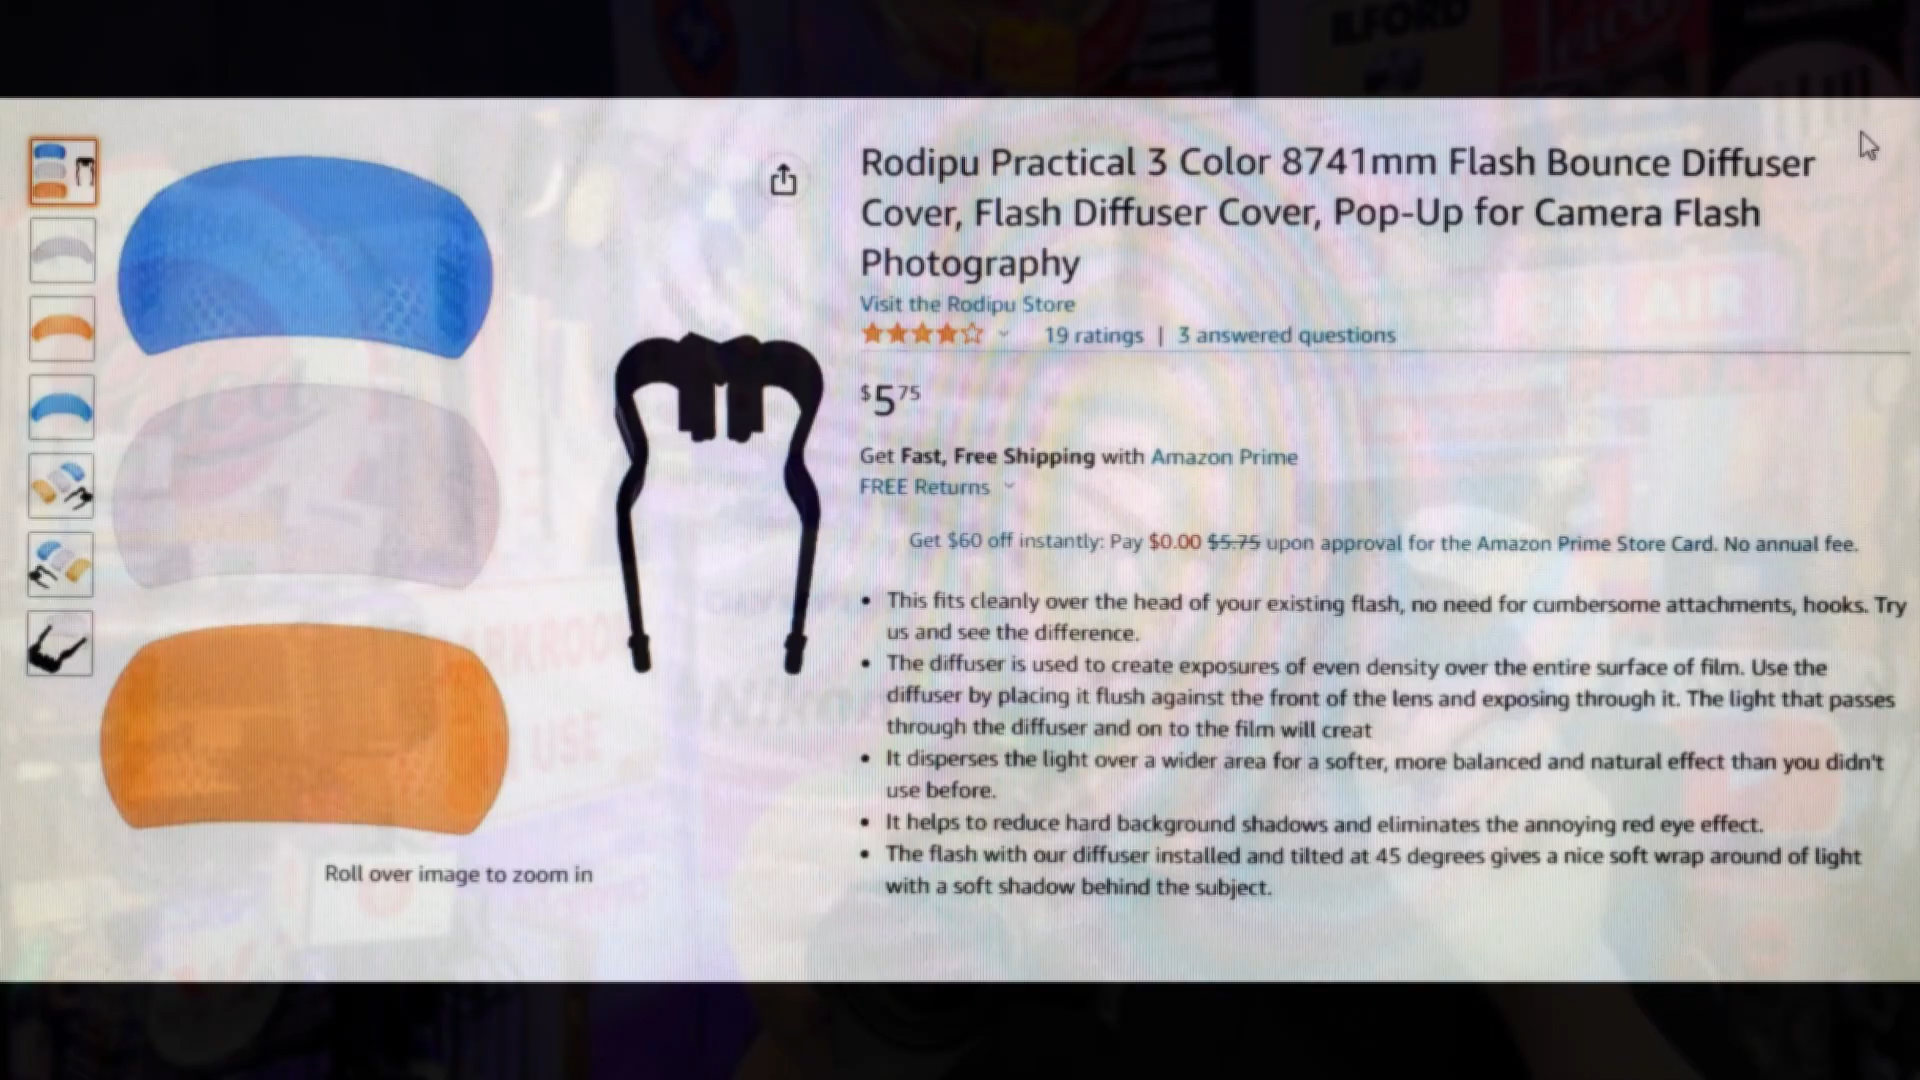 ILFORD
Rodipu Practical 3 Color 8741mm Flash Bounce Diffuser
Cover, Flash Diffuser Cover, Pop-Up for Camera Flash
Photography
Visit the Rodipu Store
19 ratings | 3 answered questions
$5 75
Get Fast, Free Shipping with Amazon Prime
FREE Returns
Get $60 off instantly: Pay $0.00 $5.75 upon approval for the Amazon Prime Store Card. No annual fee.
• This fits cleanly over the head of your existing flash, no need for cumbersome attachments, hooks. Try
us and see the difference.
• The diffuser is used to create exposures of even density over the entire surface of film. Use the
diffuser by placing it flush against the front of the lens and exposing through it. The light that passes
through the diffuser and on to the film will creat
• It disperses the light over a wider area for a softer, more balanced and natural effect than you didn't
use before.
• It helps to reduce hard background shadows and eliminates the annoying red eye effect.
• The flash with our diffuser installed and tilted at 45 degrees gives a nice soft wrap around of light
with a soft shadow behind the subject.
Roll over image to zoom in
USE